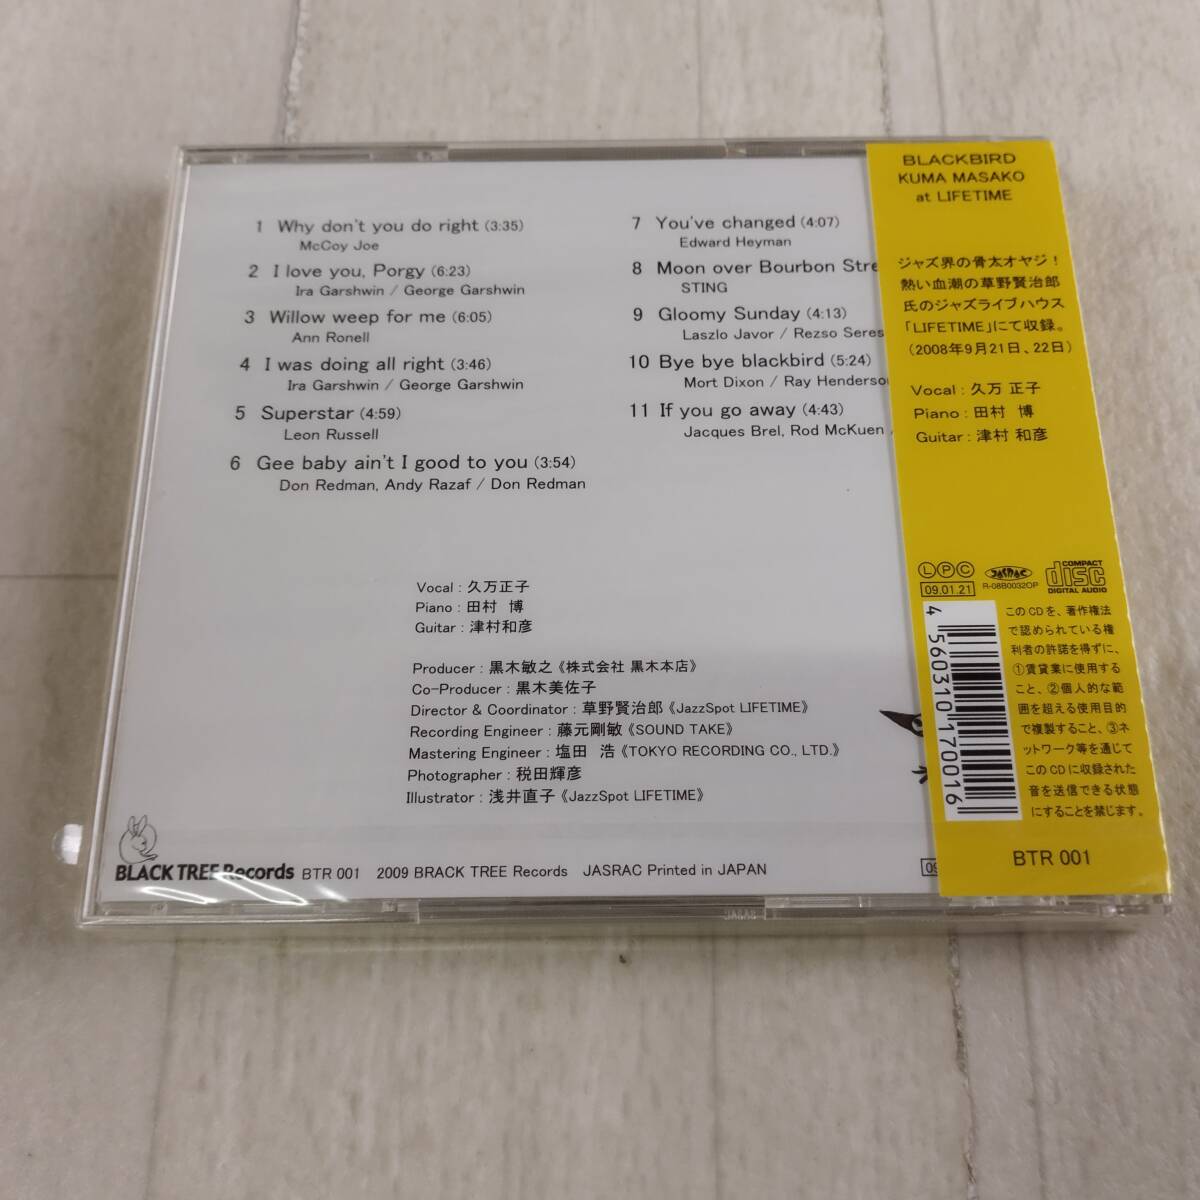 1 Why don't you do right (3:35)
McCoy Joe
2 I love you, Porgy (6:23)
Ira Garshwin / George Garshwin
3 Willow weep for me (6:05)
Ann Ronell
4 I was doing all right (3:46)
Ira Garshwin / George Garshwin
5 Superstar (4:59)
Leon Russell
6 Gee baby ain't I good to you (3:54)
Don Redman, Andy Razaf / Don Redman
7 You've changed (4:07)
Edward Heyman
8 Moon over Bourbon Stre
STING
9 Gloomy Sunday (4:13)
Laszlo Javor / Rezso Seres
10 Bye bye blackbird (5:24)
Mort Dixon / Ray Henderso
11 If you go away (4:43)
Jacques Brel, Rod McKuen /
Vocal : 久万正子
Piano : 田村 博
Guitar : 津村和彦
Producer : 黒木敏之《株式会社 黒木本店》
Co-Producer : 黒木美佐子
Director & Coordinator : 草野賢治郎《JazzSpot LIFETIME》
Recording Engineer : 藤元剛敏《SOUND TAKE》
Mastering Engineer : 塩田 浩《TOKYO RECORDING CO., LTD.》
Photographer : 税田輝彦
Illustrator : 浅井直子《JazzSpot LIFETIME》
BLACK TREE Records BTR 001 2009 BRACK TREE Records JASRAC Printed in JAPAN
09
BLACKBIRD
KUMA MASAKO
at LIFETIME
ジャズ界の骨太オヤジ！
熱い血潮の草野賢治郎
氏のジャズライブハウス
「LIFETIME」にて収録。
(2008年9月21日、22日)
Vocal : 久万 正子
Piano : 田村 博
Guitar : 津村 和彦
L P C
09.01.21
JASRAC
R-08B0032OP
COMPACT
disc
DIGITAL AUDIO
4 560310 170016
このCDを、著作権法
で認められている権
利者の許諾を得ずに、
①賃貸業に使用する
こと、②個人的な範
囲を超える使用目的
で複製すること、③ネ
ットワーク等を通じて
このCDに収録された
音を送信できる状態
にすることを禁じます。
BTR 001